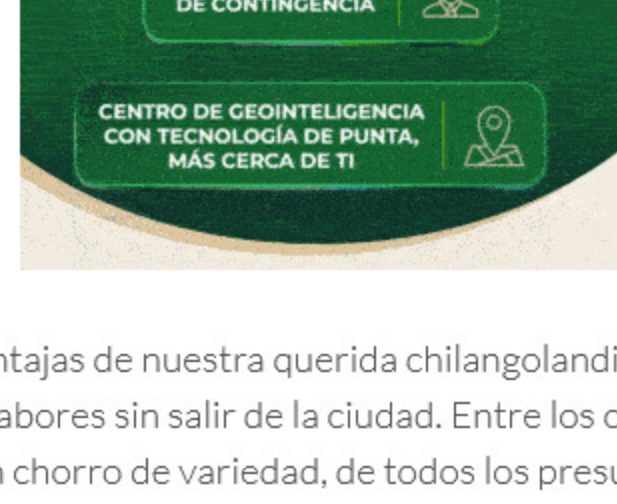 DE CONTINGENCIA
CENTRO DE GEOINTELIGENCIA
CON TECNOLOGÍA DE PUNTA,
MÁS CERCA DE TI
ntajas de nuestra querida chilangolandi
abores sin salir de la ciudad. Entre los
chorro de variedad, de todos los presu